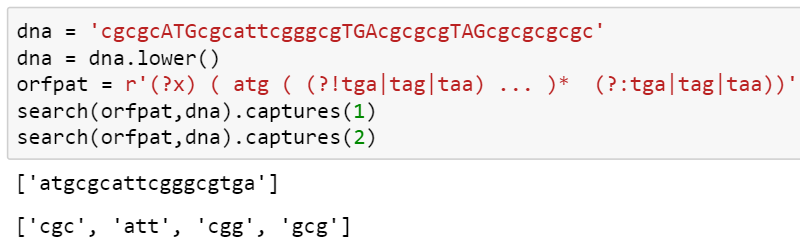 dna = 'cgcgcATGcgcattcgggcgTGAcgcgcgTAGcgcgcgcgc'
dna = dna.lower()
orfpat = r'(?x) ( atg ( (?!tga|tag|taa) ... )*  (?:tga|tag|taa))'
search(orfpat,dna).captures(1)
search(orfpat,dna).captures(2)
['atgcgcattcgggcgtga']
['cgc', 'att', 'cgg', 'gcg']